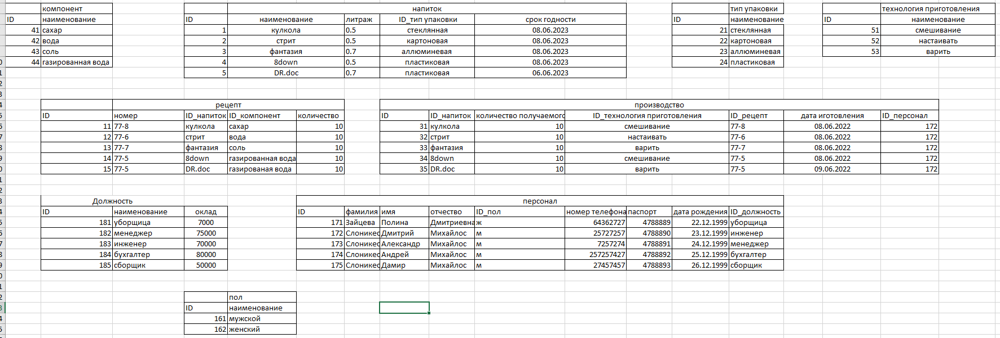 компонент напиток тип упаковки технология приготовления
ID наименование ID наименование литраж ID_тип упаковки срок годности ID наименование ID наименование
41 сахар 1 кулкола 0.5 стеклянная 08.06.2023 21 стеклянная 51 смешивание
42 вода 2 стрит 0.5 картоновая 08.06.2023 22 картоновая 52 настаивать
43 соль 3 фантазия 0.7 аллюминевая 08.06.2023 23 аллюминевая 53 варить
44 газированная вода 4 8down 0.5 пластиковая 08.06.2023 24 пластиковая
5 DR.doc 0.7 пластиковая 06.06.2023
рецепт производство
ID номер ID_напиток ID_компонент количество ID ID_напиток количество получаемого ID_технология приготовления ID_рецепт дата иготовления ID_персонал
11 77-8 кулкола сахар 10 31 кулкола 10 смешивание 77-8 08.06.2022 172
12 77-6 стрит вода 10 32 стрит 10 настаивать 77-6 08.06.2022 172
13 77-7 фантазия соль 10 33 фантазия 10 варить 77-7 08.06.2022 172
14 77-5 8down газированная вода 10 34 8down 10 смешивание 77-5 08.06.2022 172
15 77-5 DR.doc газированая вода 10 35 DR.doc 10 варить 77-5 09.06.2022 172
Должность персонал
ID наименование оклад ID фамилия имя отчество ID_пол номер телефона паспорт дата рождения ID_должность
181 уборщица 7000 171 Зайцева Полина Дмитриевна ж 64362727 4788889 22.12.1999 уборщица
182 менеджер 75000 172 Слоникес Дмитрий Михайлос м 25727257 4788890 23.12.1999 инженер
183 инженер 70000 173 Слоникес Александр Михайлос м 7257274 4788891 24.12.1999 менеджер
184 бухгалтер 80000 174 Слоникес Андрей Михайлос м 257257427 4788892 25.12.1999 бухгалтер
185 сборщик 50000 175 Слоникес Дамир Михайлос м 27457457 4788893 26.12.1999 сборщик
пол
ID наименование
161 мужской
162 женский